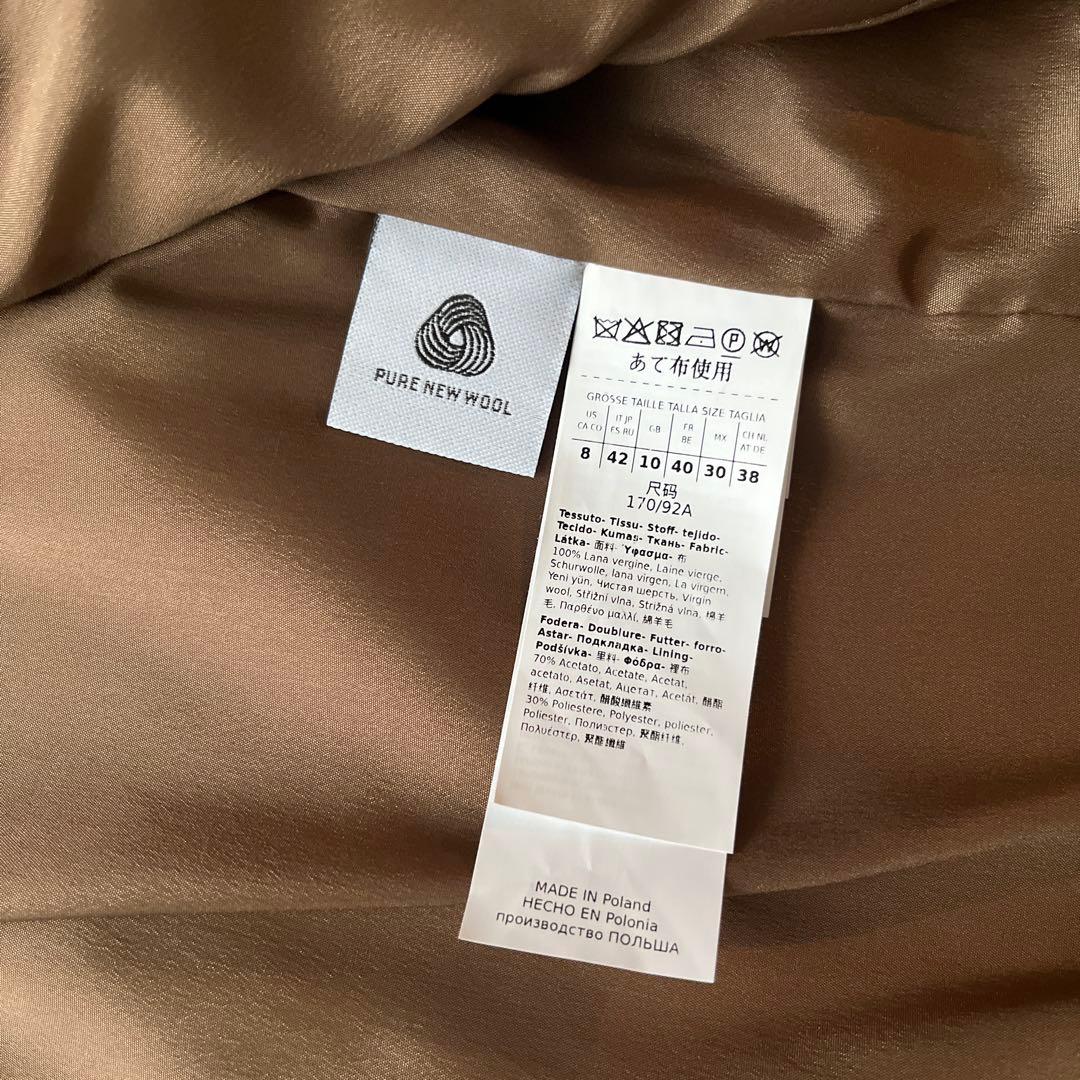 PURE NEW WOOL
P W
あて布使用
GRÖSSE TAILLE TALLA SIZE TAGLIA
US CA CO
IT JP ES RU
GB
FR BE
MX
CH NL AT DE
8 42 10 40 30 38
尺码
170/92A
Tessuto- Tissu- Stoff- tejido-
Tecido- Kumaş- Ткань- Fabric-
Látka- 面料- Ύφασμα- 布
100% Lana vergine, Laine vierge,
Schurwolle, lana virgen, La virgem,
Yeni yün, Чистая шерсть, Virgin
wool, Střižní vlna, Strižná vlna, 绵羊
毛, Παρθένο μαλλί, 綿羊毛
Fodera- Doublure- Futter- forro-
Astar- Подкладка- Lining-
Podšívka- 里料- Φόδρα- 裡布
70% Acetato, Acetate, Acetat,
acetato, Asetat, Ацетат, Acetát, 醋酯
纤维, Ασετάτ, 醋酸纖維素
30% Poliestere, Polyester, poliester,
Poliester, Полиэстер, 聚酯纤维,
Πολυέστερ, 聚酯纖維
MADE IN Poland
HECHO EN Polonia
производство ПОЛЬША